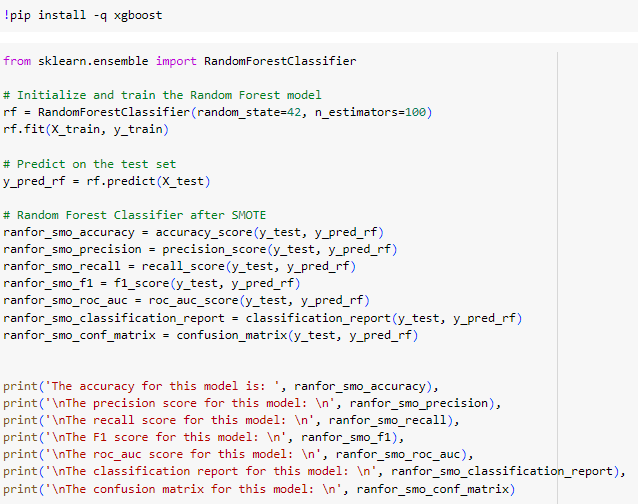 !pip install -q xgboost
from sklearn.ensemble import RandomForestClassifier
# Initialize and train the Random Forest model
rf = RandomForestClassifier(random_state=42, n_estimators=100)
rf.fit(X_train, y_train)
# Predict on the test set
y_pred_rf = rf.predict(X_test)
# Random Forest Classifier after SMOTE
ranfor_smo_accuracy = accuracy_score(y_test, y_pred_rf)
ranfor_smo_precision = precision_score(y_test, y_pred_rf)
ranfor_smo_recall = recall_score(y_test, y_pred_rf)
ranfor_smo_f1 = f1_score(y_test, y_pred_rf)
ranfor_smo_roc_auc = roc_auc_score(y_test, y_pred_rf)
ranfor_smo_classification_report = classification_report(y_test, y_pred_rf)
ranfor_smo_conf_matrix = confusion_matrix(y_test, y_pred_rf)
print('The accuracy for this model is: ', ranfor_smo_accuracy),
print('\nThe precision score for this model: \n', ranfor_smo_precision),
print('\nThe recall score for this model: \n', ranfor_smo_recall),
print('\nThe F1 score for this model: \n', ranfor_smo_f1),
print('\nThe roc_auc score for this model: \n', ranfor_smo_roc_auc),
print('\nThe classification report for this model: \n', ranfor_smo_classification_report),
print('\nThe confusion matrix for this model: \n', ranfor_smo_conf_matrix)